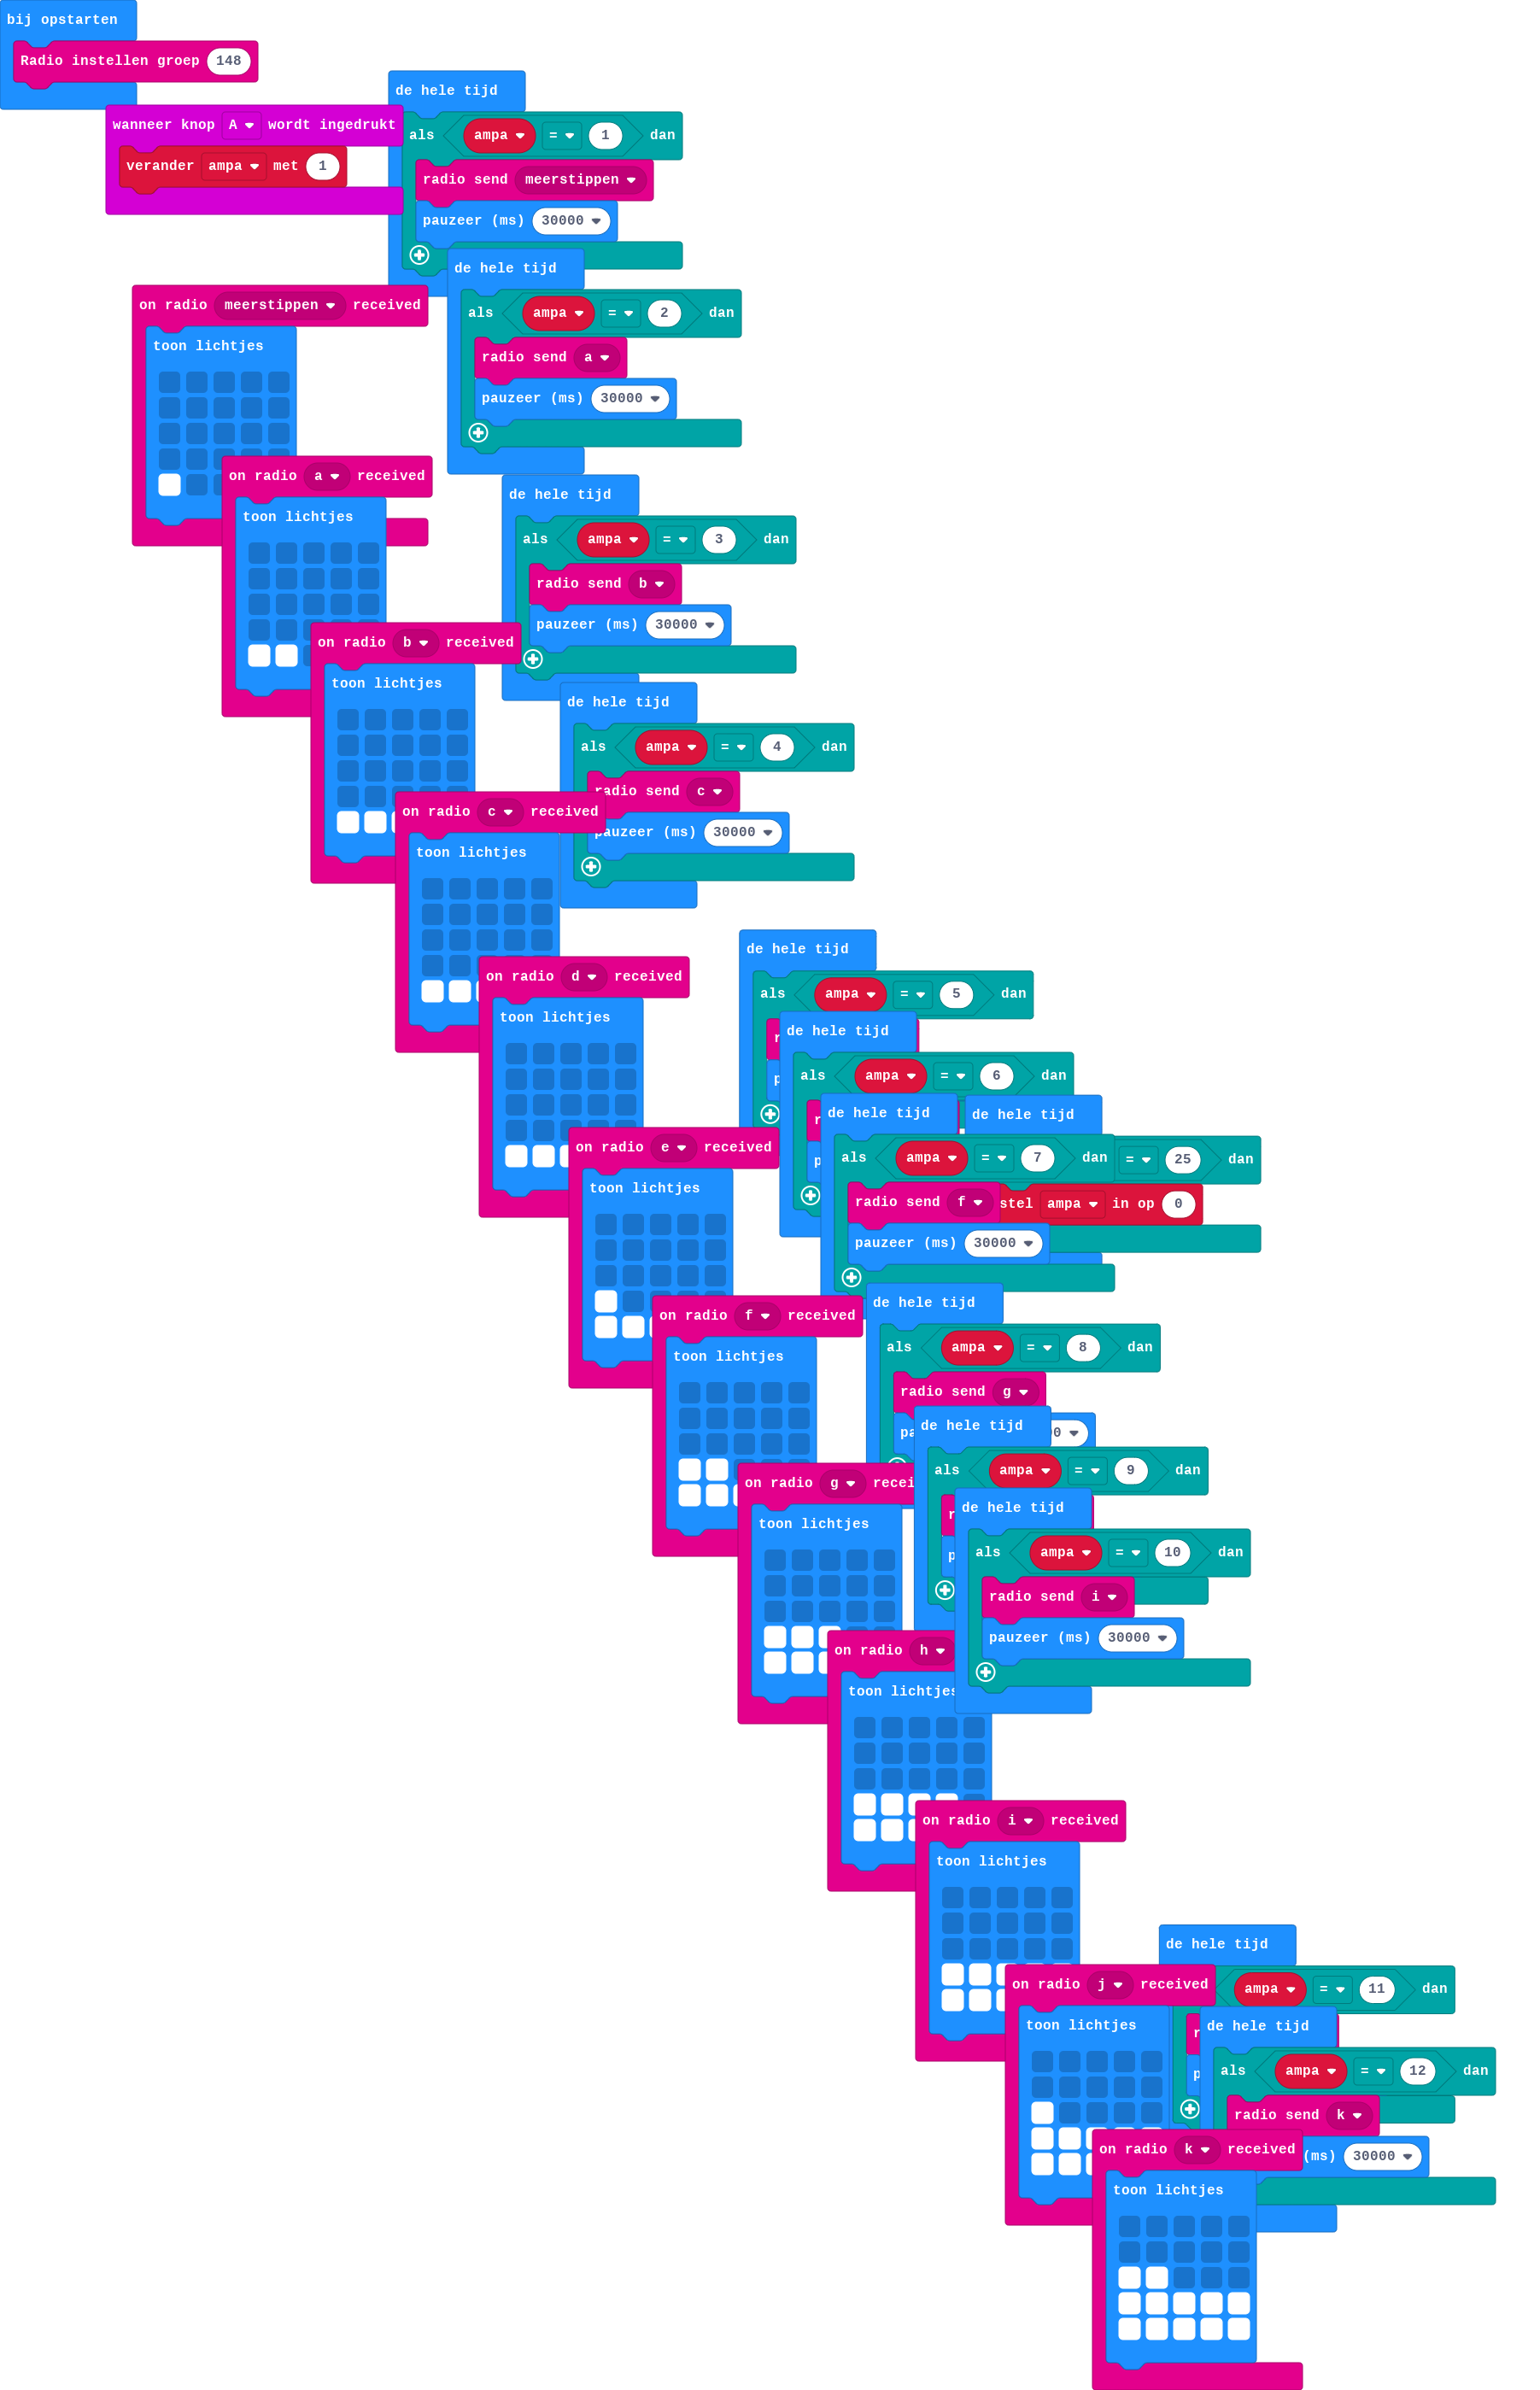 bij opstarten
Radio instellen groep 148
de hele tijd
wanneer knop A wordt ingedrukt
als ampa = 1 dan
verander ampa met 1
radio send meerstippen
pauzeer (ms) 30000
de hele tijd
on radio meerstippen received
als ampa = 2 dan
toon lichtjes
radio send a
pauzeer (ms) 30000
on radio a received
de hele tijd
toon lichtjes
als ampa = 3 dan
radio send b
pauzeer (ms) 30000
on radio b received
toon lichtjes
de hele tijd
als ampa = 4 dan
radio send c
on radio c received
pauzeer (ms) 30000
toon lichtjes
de hele tijd
on radio d received
als ampa = 5 dan
toon lichtjes
de hele tijd
als ampa = 6 dan
de hele tijd
de hele tijd
on radio e received
als ampa = 7 dan
= 25 dan
toon lichtjes
radio send f
stel ampa in op 0
pauzeer (ms) 30000
de hele tijd
on radio f received
als ampa = 8 dan
toon lichtjes
radio send g
de hele tijd
als ampa = 9 dan
on radio g
de hele tijd
toon lichtjes
als ampa = 10 dan
radio send i
pauzeer (ms) 30000
on radio h
toon lichtjes
on radio i received
toon lichtjes
de hele tijd
on radio j received
ampa = 11 dan
toon lichtjes
de hele tijd
als ampa = 12 dan
radio send k
on radio k received
(ms) 30000
toon lichtjes